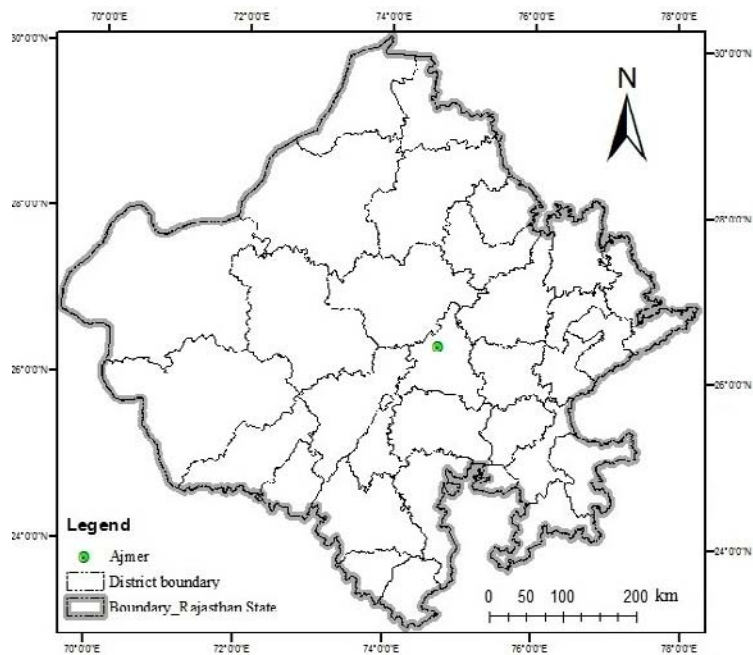 70°0'0"E 72°0'0"E 74°0'0"E 76°0'0"E 78°0'0"E
30°0'0"N 30°0'0"N
N
28°0'0"N 28°0'0"N
26°0'0"N 26°0'0"N
24°0'0"N 24°0'0"N
Legend
Ajmer
District boundary
Boundary_Rajasthan State
0 50 100 200 km
70°0'0"E 72°0'0"E 74°0'0"E 76°0'0"E 78°0'0"E